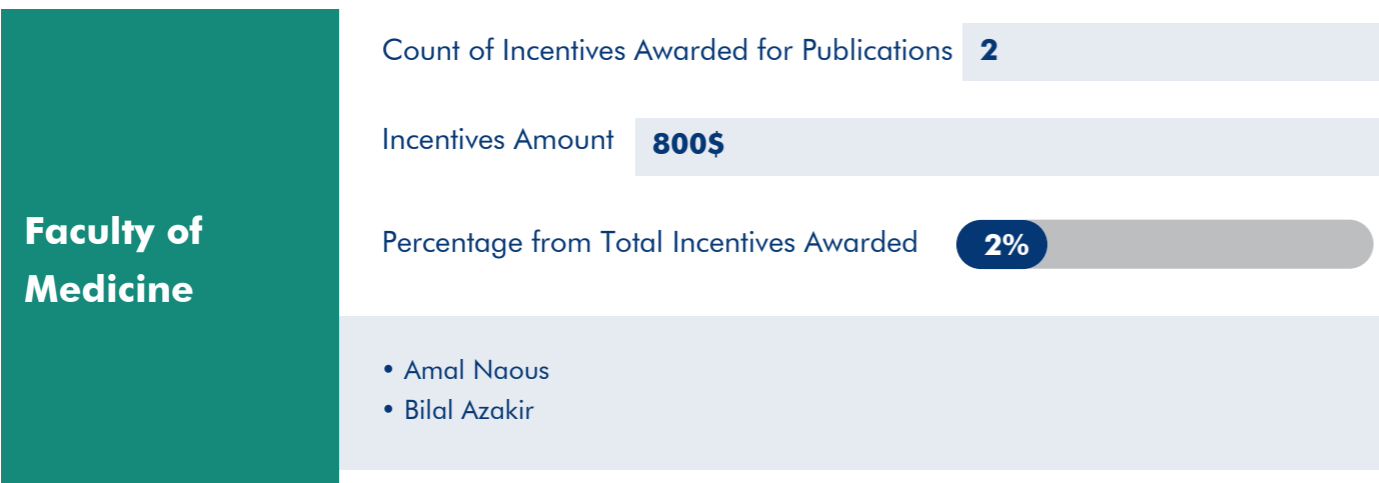 Faculty of
Medicine
Count of Incentives Awarded for Publications 2
Incentives Amount 800$
Percentage from Total Incentives Awarded 2%
• Amal Naous
• Bilal Azakir